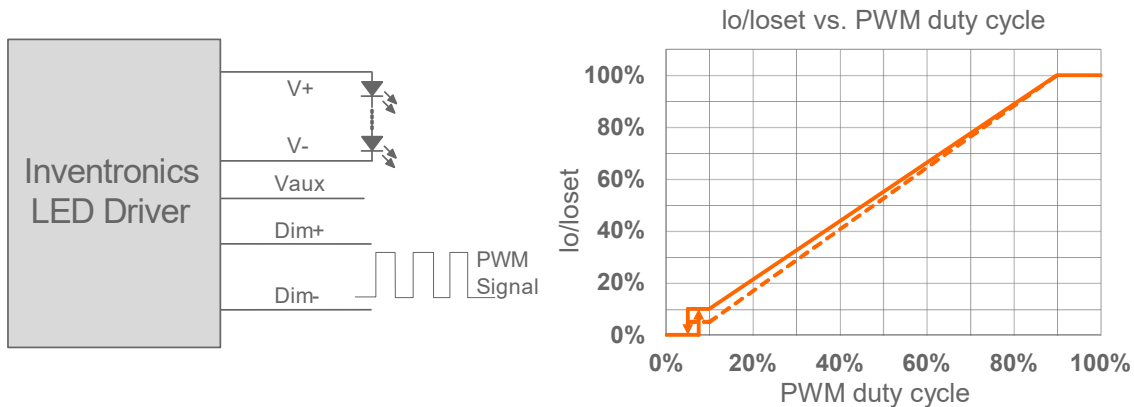 Inventronics
LED Driver
V+
V-
Vaux
Dim+
Dim-
PWM
Signal
Io/Ioset vs. PWM duty cycle
Io/Ioset
100%
80%
60%
40%
20%
0%
0% 20% 40% 60% 80% 100%
PWM duty cycle